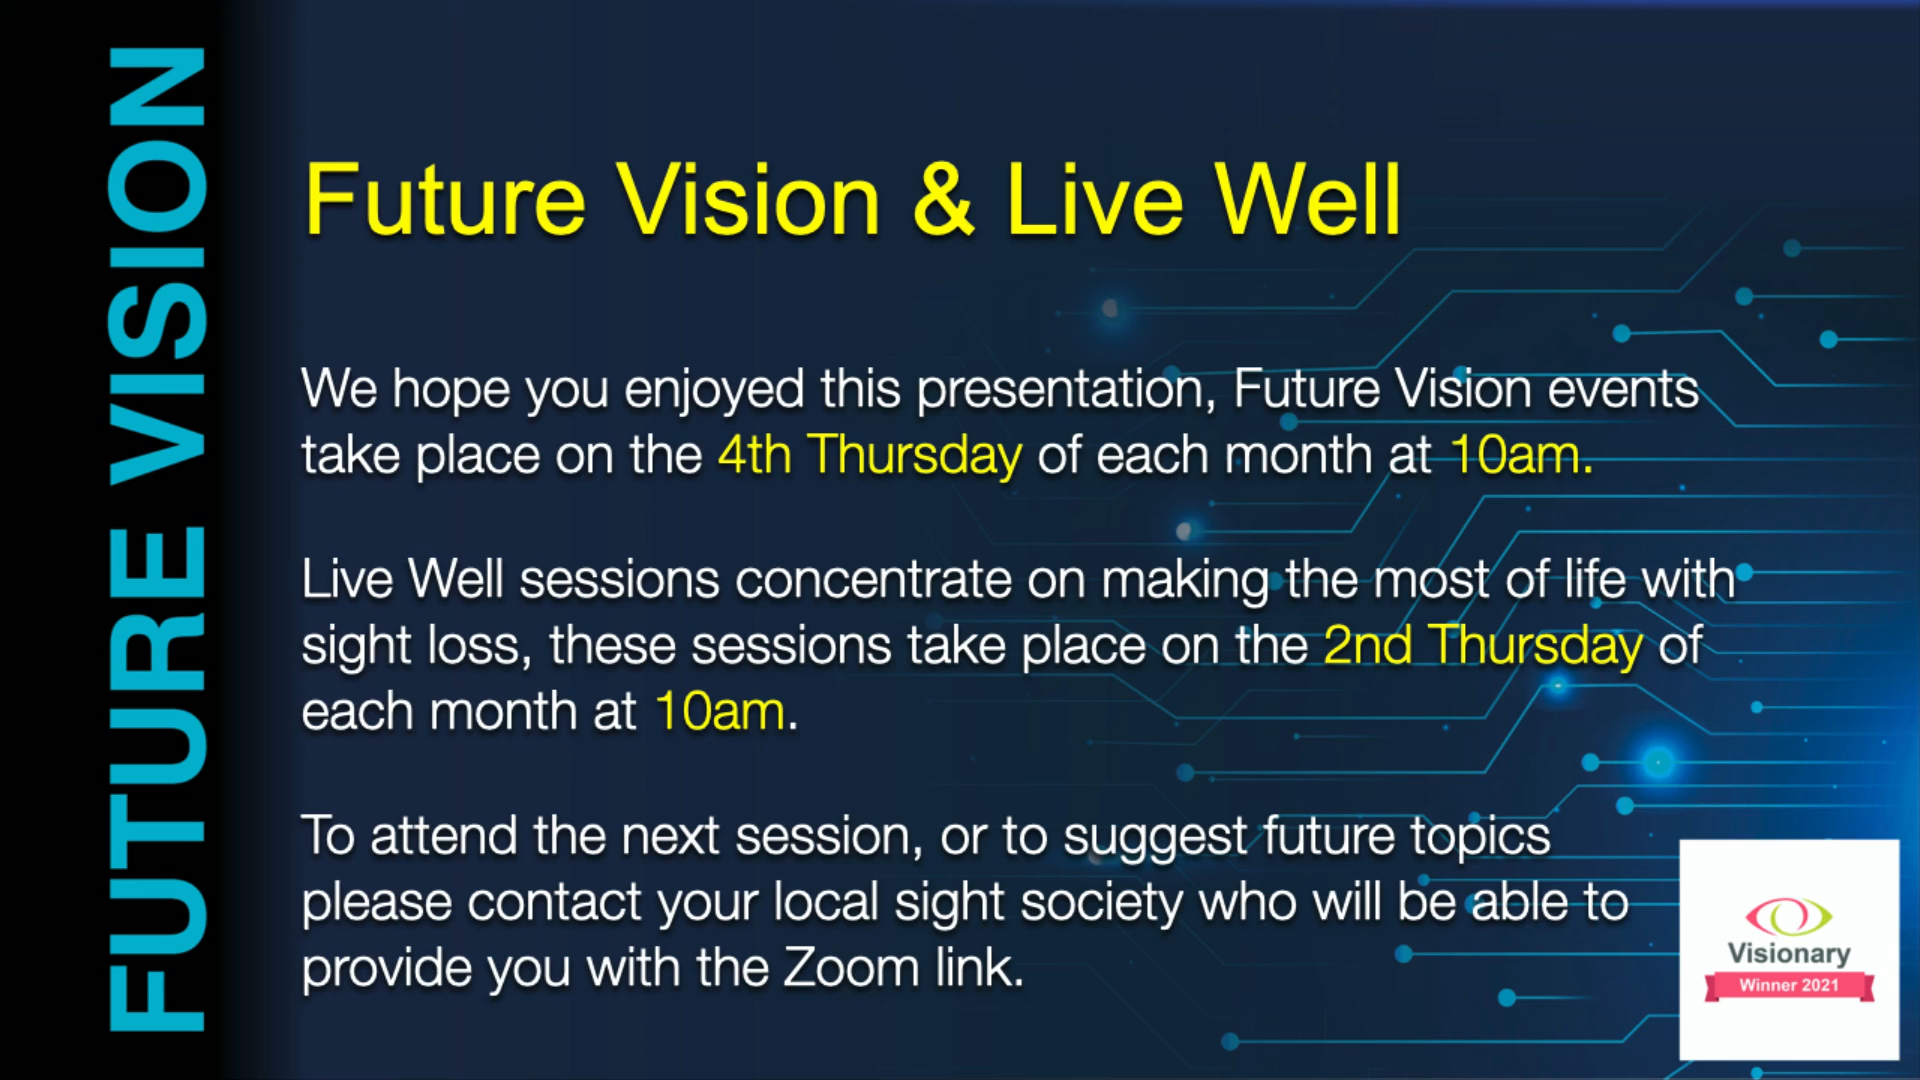 FUTURE VISION
Future Vision & Live Well
We hope you enjoyed this presentation, Future Vision events
take place on the 4th Thursday of each month at 10am.
Live Well sessions concentrate on making the most of life with
sight loss, these sessions take place on the 2nd Thursday of
each month at 10am.
To attend the next session, or to suggest future topics
please contact your local sight society who will be able to
provide you with the Zoom link.
Visionary
Winner 2021